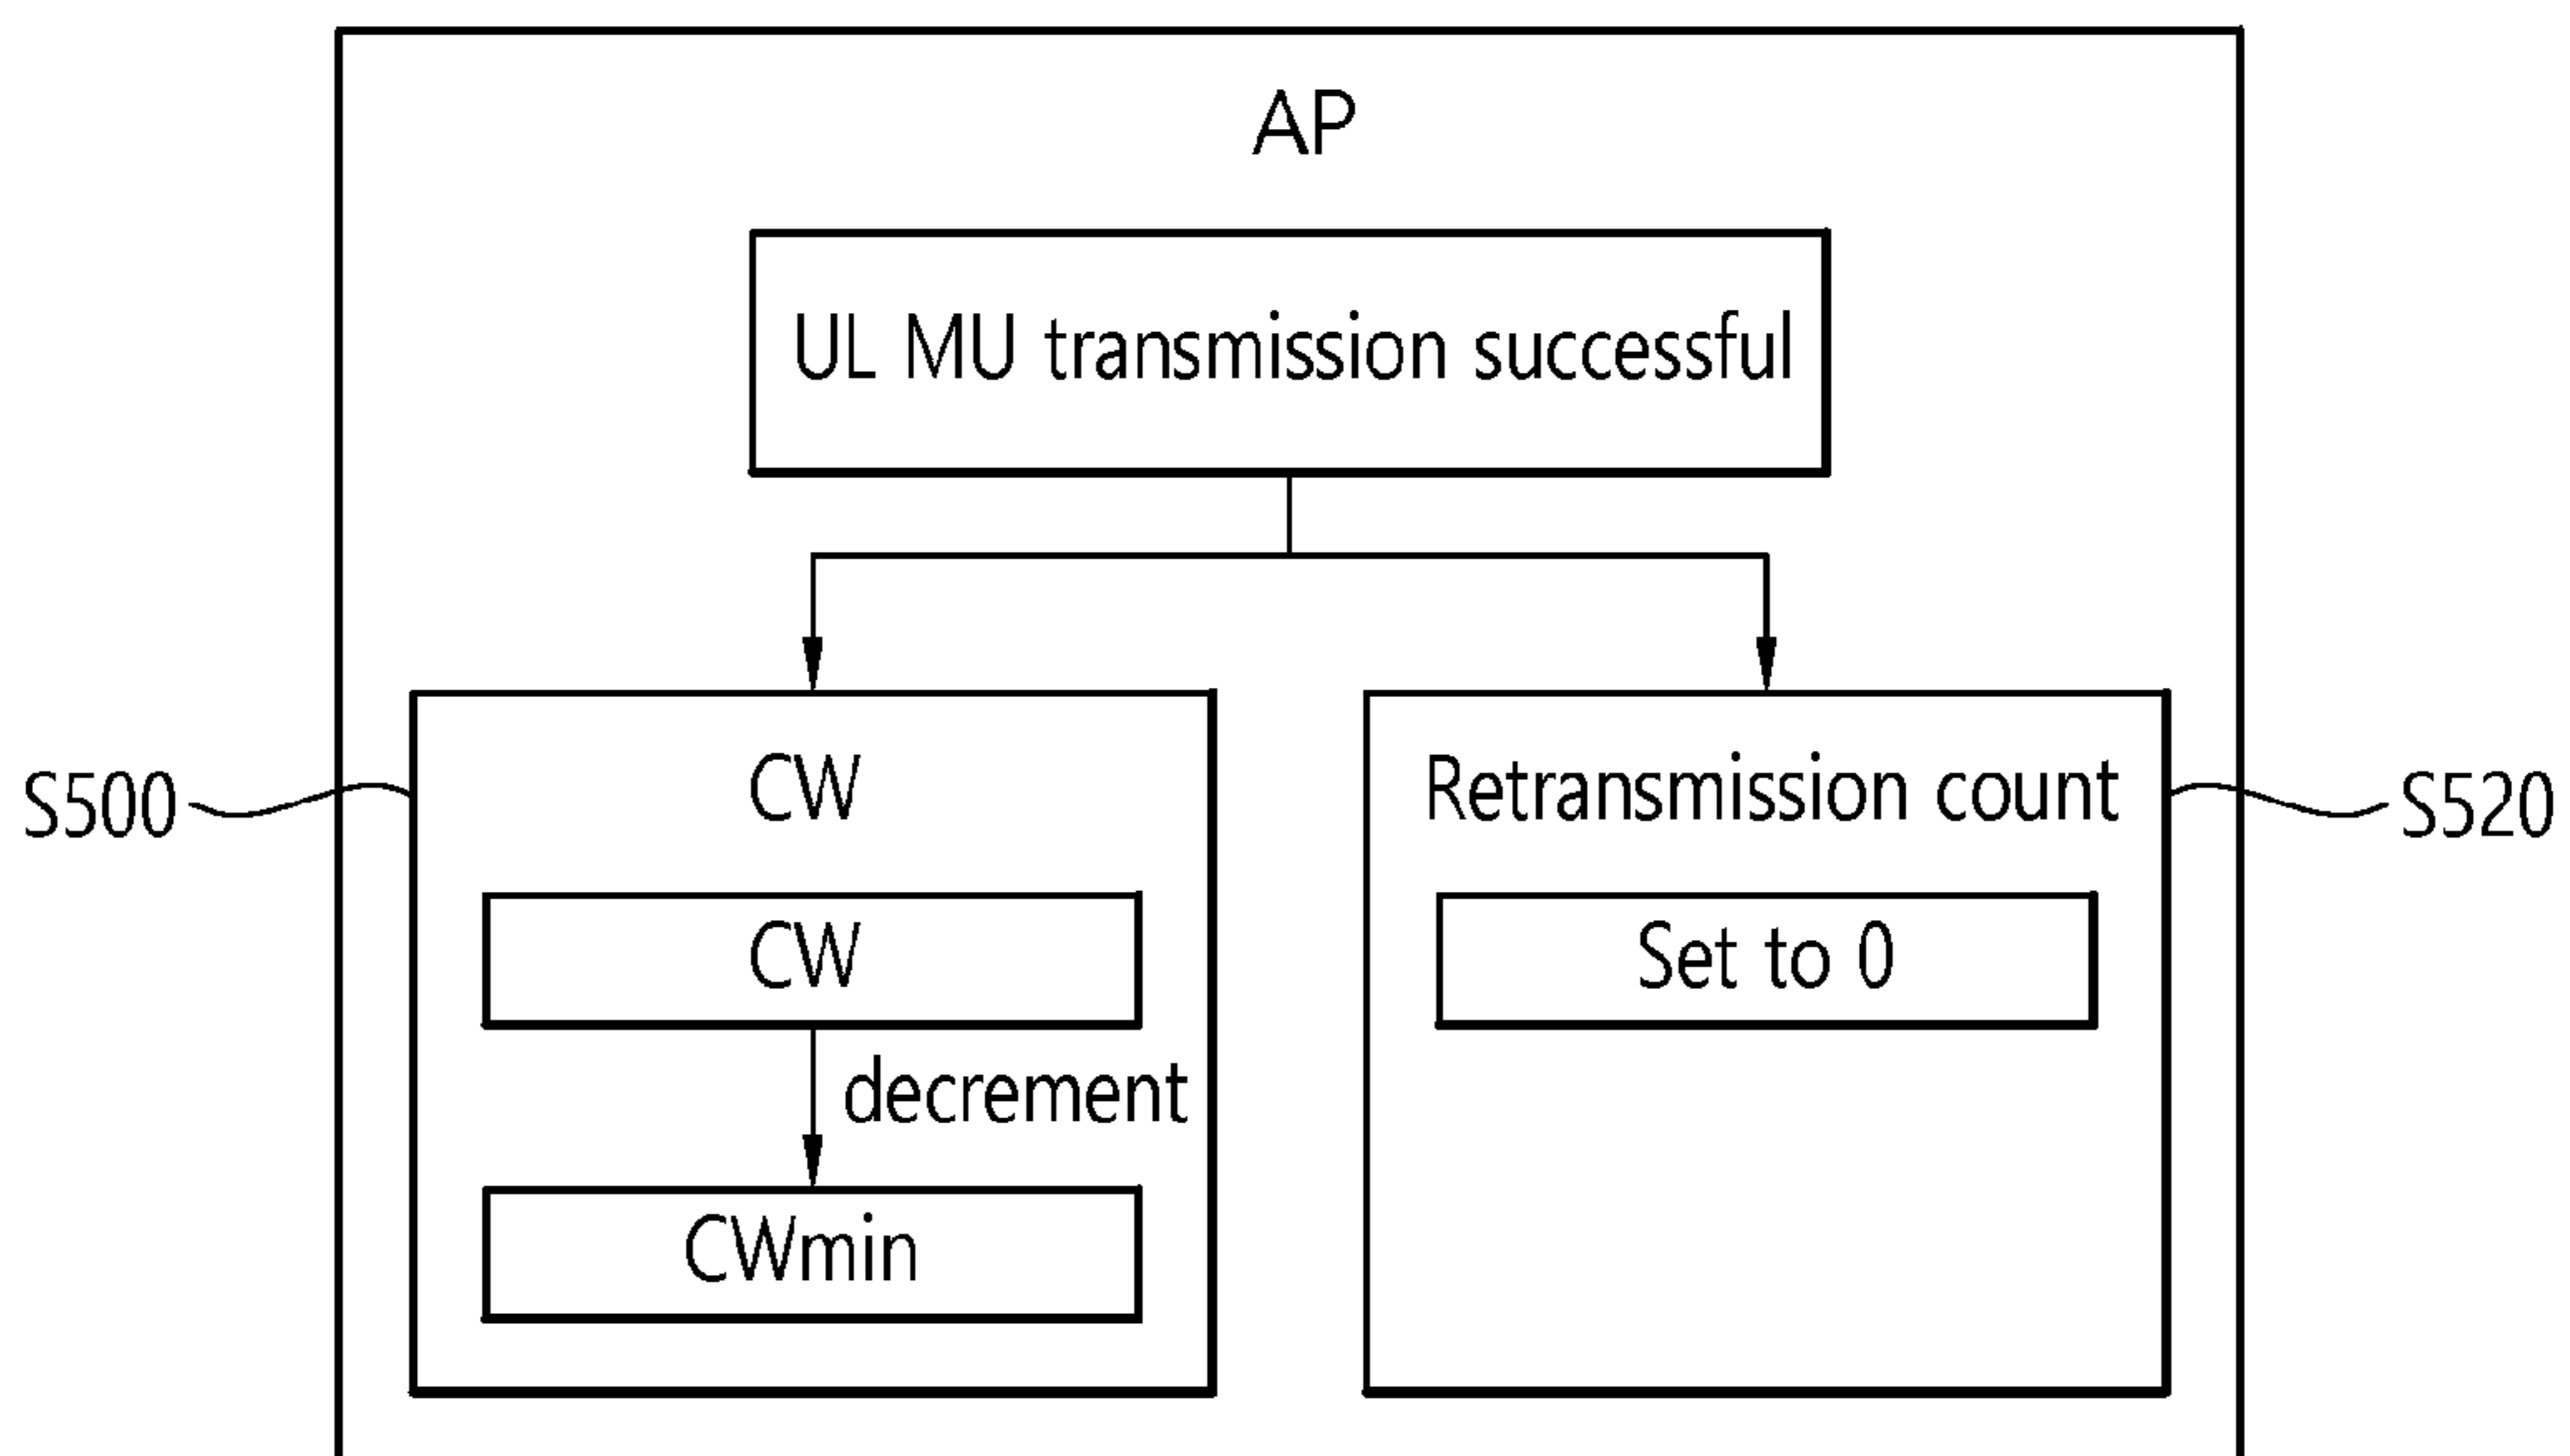 AP
UL MU transmission successful
S500
CW
CW
decrement
CWmin
Retransmission count
Set to 0
S520